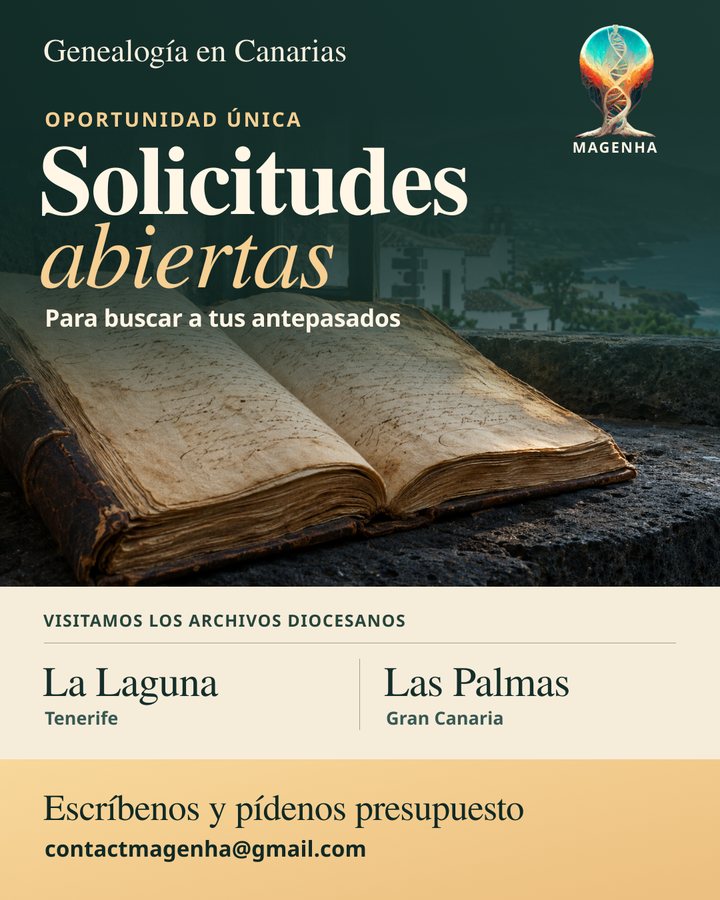 Genealogía en Canarias
MAGENHA
OPORTUNIDAD ÚNICA
Solicitudes
abiertas
Para buscar a tus antepasados
VISITAMOS LOS ARCHIVOS DIOCESANOS
La Laguna
Tenerife
Las Palmas
Gran Canaria
Escríbenos y pídenos presupuesto
contactmagenha@gmail.com